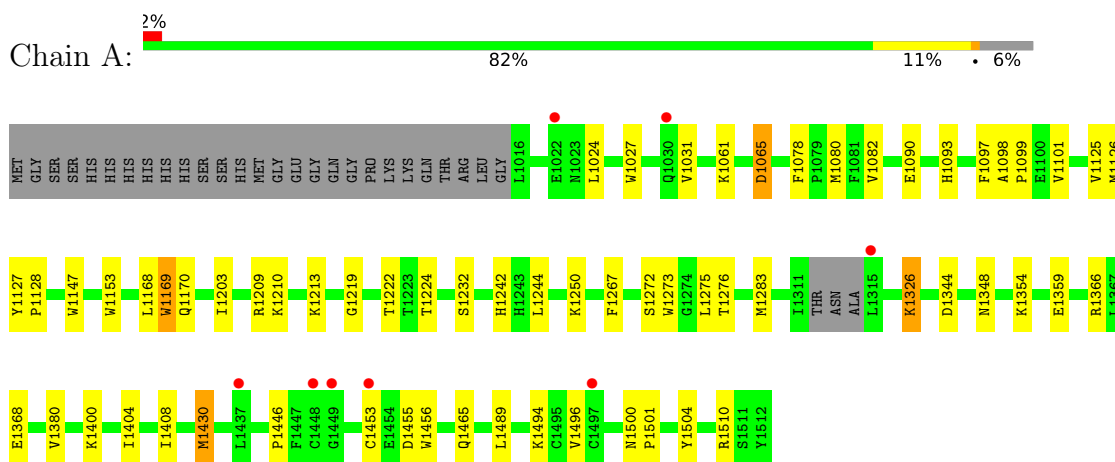 2%
Chain A:
82% 11% • 6%
MET GLY SER SER HIS HIS HIS HIS HIS HIS SER SER HIS MET GLY GLU GLY GLN GLY PRO LYS LYS GLN THR ARG LEU GLY L1016 E1022 N1023 L1024 W1027 Q1030 V1031 K1061 D1065 F1078 P1079 M1080 F1081 V1082 E1090 H1093 F1097 A1098 P1099 E1100 V1101 V1125 M1126
Y1127 P1128 W1147 W1153 L1168 W1169 Q1170 I1203 R1209 K1210 K1213 G1219 T1222 T1223 T1224 S1232 H1242 H1243 L1244 K1250 F1267 S1272 K1273 G1274 L1275 T1276 M1283 I1311 THR ASN ALA L1315 K1326 D1344 N1348 K1354 E1359 R1366 L1367
E1368 V1380 K1400 I1404 I1408 M1430 L1437 P1446 F1447 C1448 G1449 C1453 E1454 D1455 W1456 Q1465 L1489 K1494 C1495 V1496 C1497 N1500 P1501 Y1504 R1510 S1511 Y1512